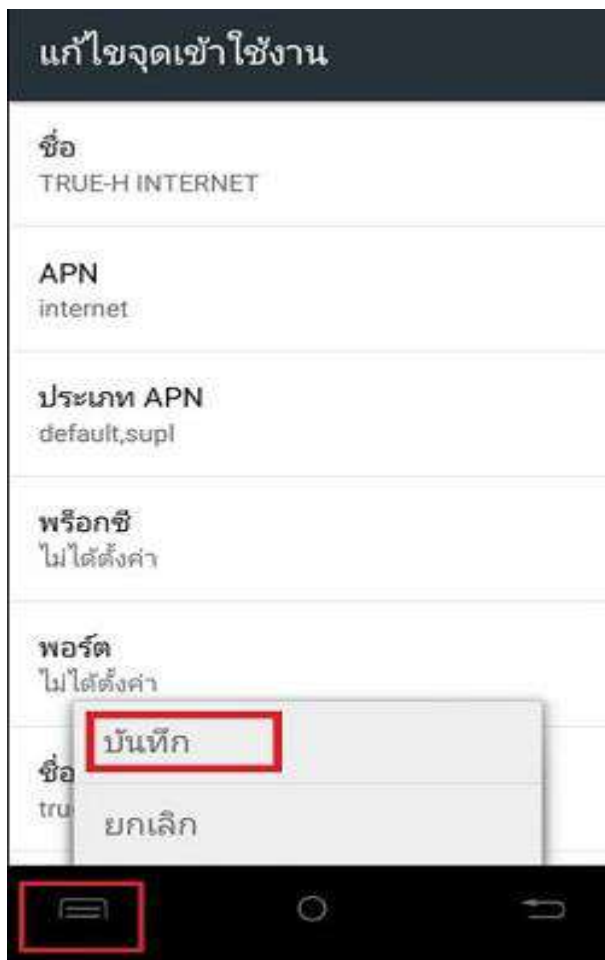 แก้ไขจุดเข้าใช้งาน
ชื่อ
TRUE-H INTERNET
APN
internet
ประเภท APN
default,supl
พร็อกซี
ไม่ได้ตั้งค่า
พอร์ต
ไม่ได้ตั้งค่า
บันทึก
ชื่อ
tru
ยกเลิก